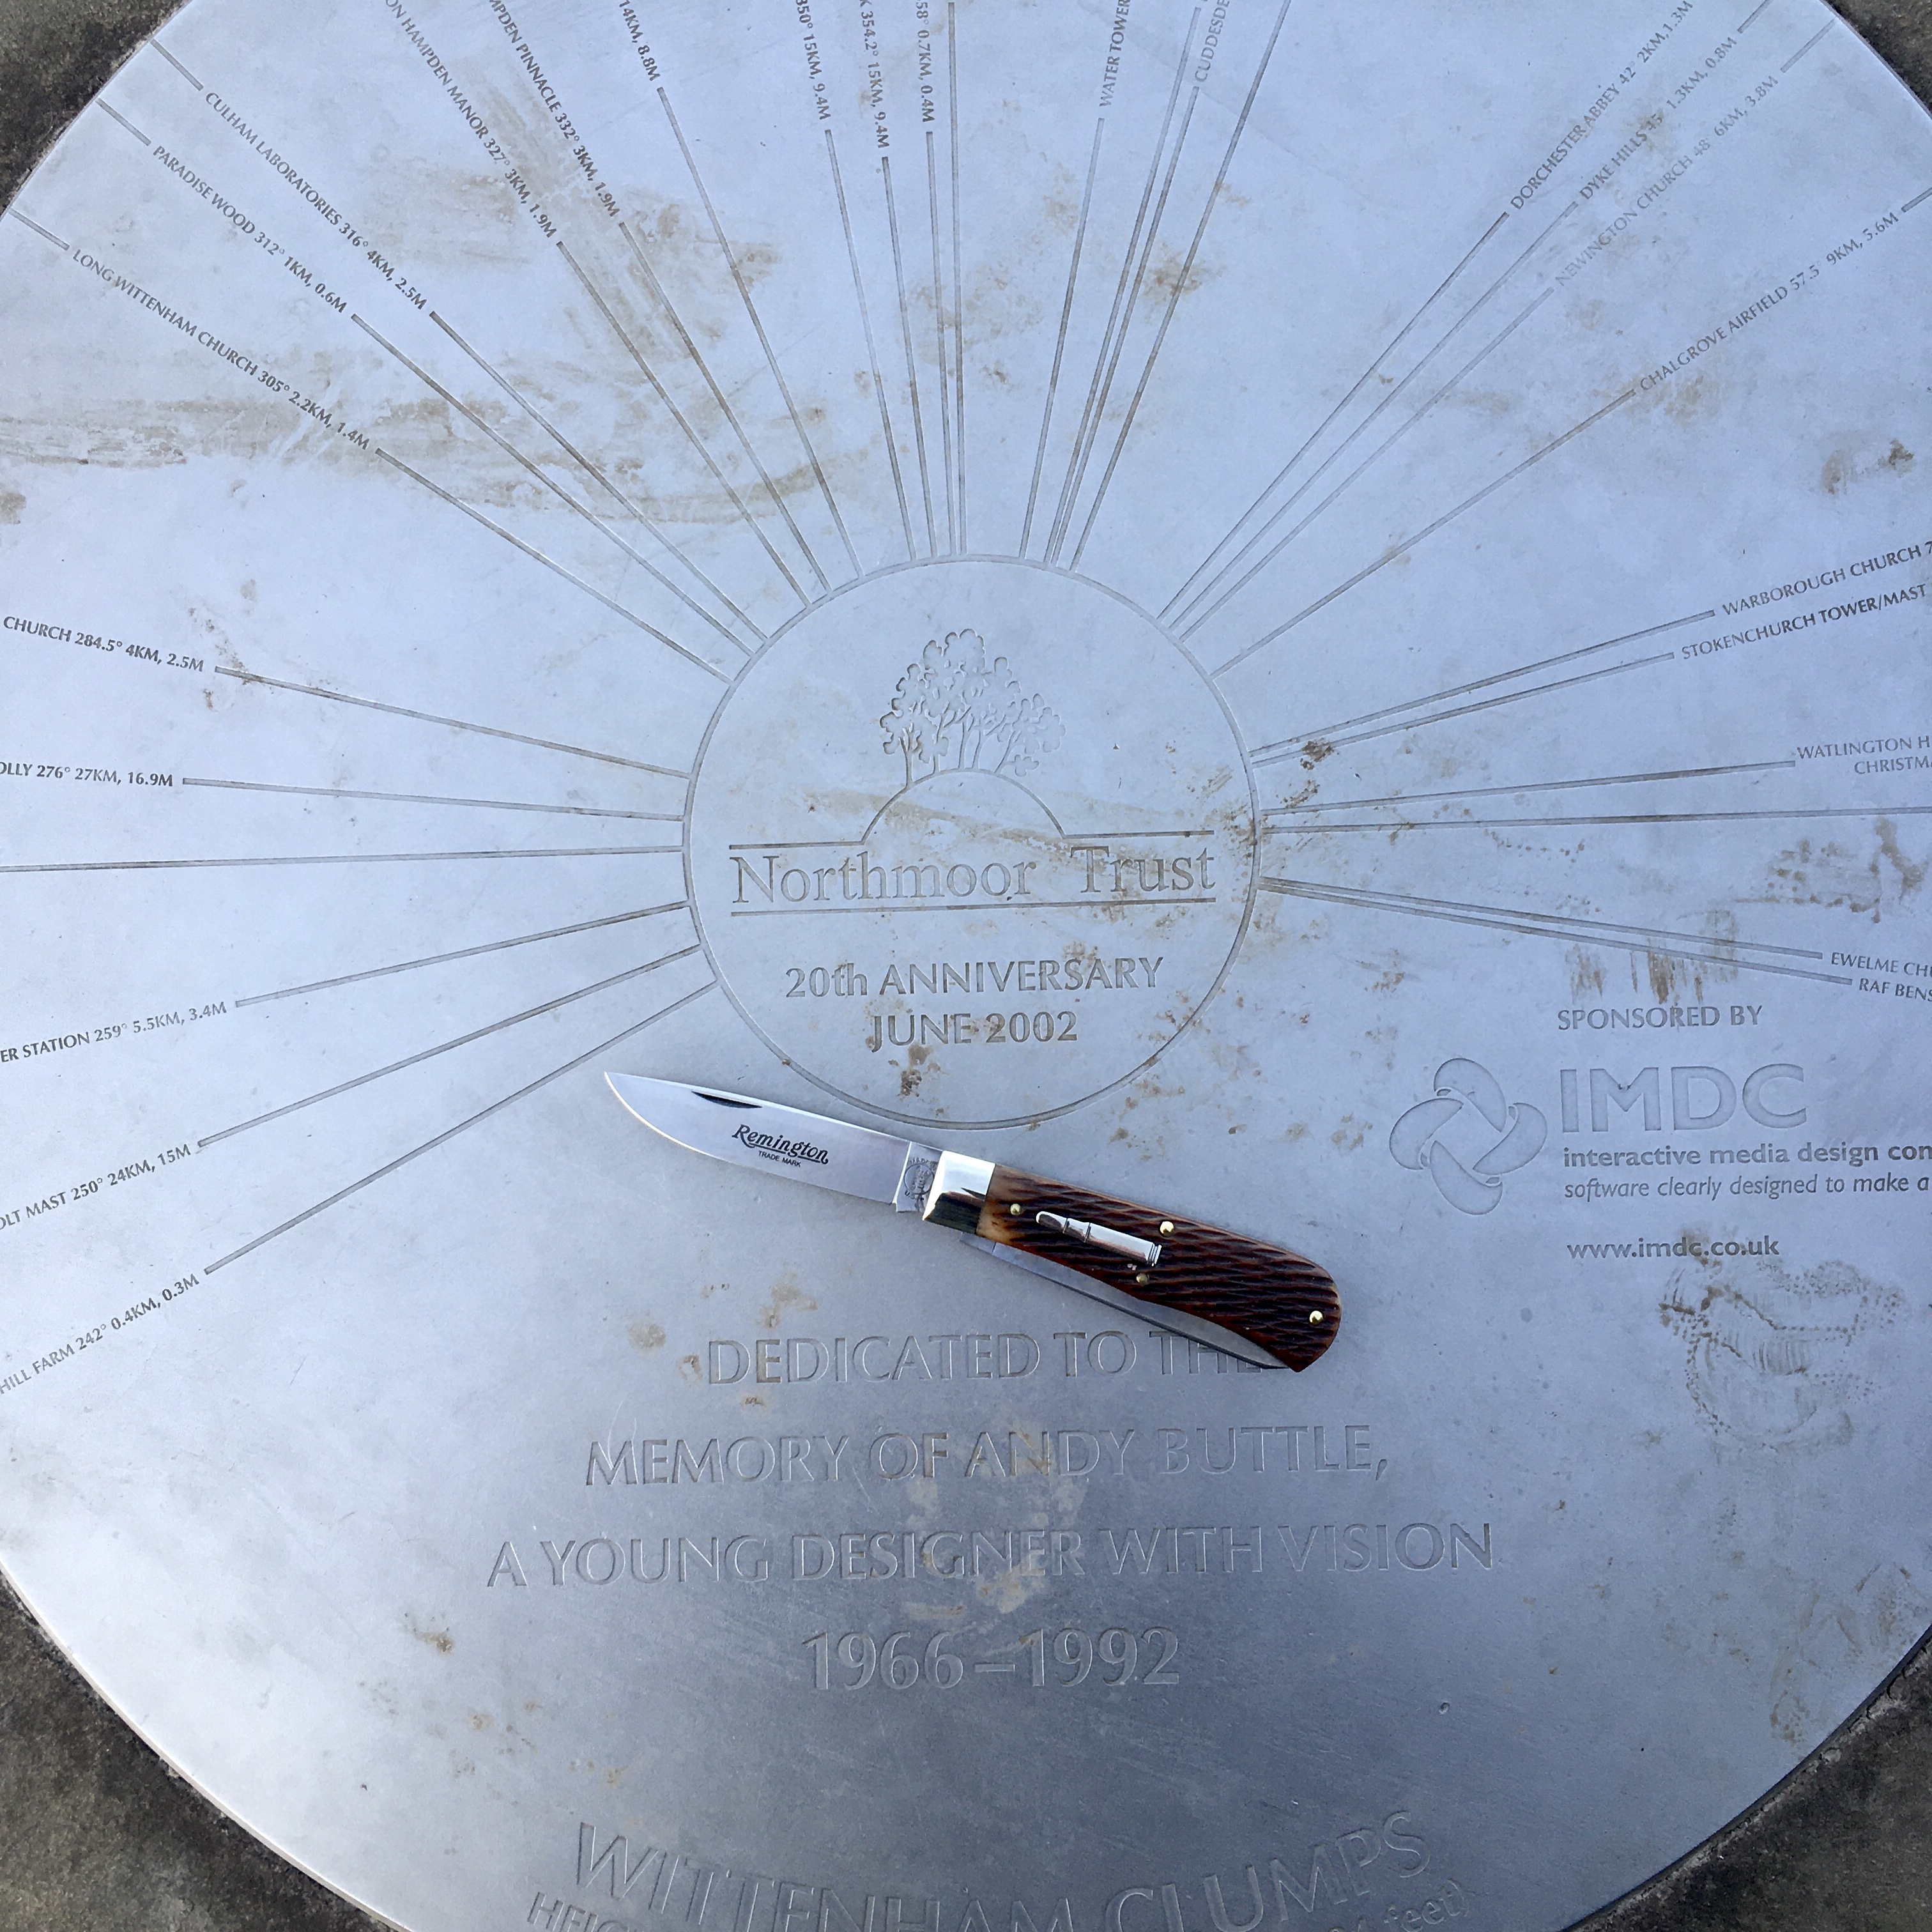 CULHAM LABORATORIES 316° 4KM, 2.5M
PARADISE WOOD 312° 1KM, 0.6M
LONG WITTENHAM CHURCH 305° 2.2KM, 1.4M
HAMPDEN MANOR 327° 3KM, 1.9M
PINNACLE 332° 3KM, 1.9M
14KM, 8.8M
350° 15KM, 9.4M
354.2° 15KM, 9.4M
58° 0.7KM, 0.4M
WATER TOWER
DORCHESTER ABBEY 42° 2KM,1.3M
DYKE HILLS 45° 1.3KM, 0.8M
NEWINGTON CHURCH 48° 6KM, 3.8M
CHALGROVE AIRFIELD 57.5° 9KM, 5.6M
WARBOROUGH CHURCH
STOKENCHURCH TOWER/MAST
WATLINGTON
CHURCH 284.5° 4KM, 2.5M
276° 27KM, 16.9M
STATION 259° 5.5KM, 3.4M
MAST 250° 24KM, 15M
HILL FARM 242° 0.4KM, 0.3M
EWELME
RAF
Northmoor Trust
20th ANNIVERSARY
JUNE 2002
SPONSORED BY
IMDC
interactive media design
software clearly designed to make a
www.imdc.co.uk
Remington
TRADE MARK
DEDICATED TO THE
MEMORY OF ANDY BUTTLE,
A YOUNG DESIGNER WITH VISION
1966–1992
WITTENHAM CLUMPS
feet)